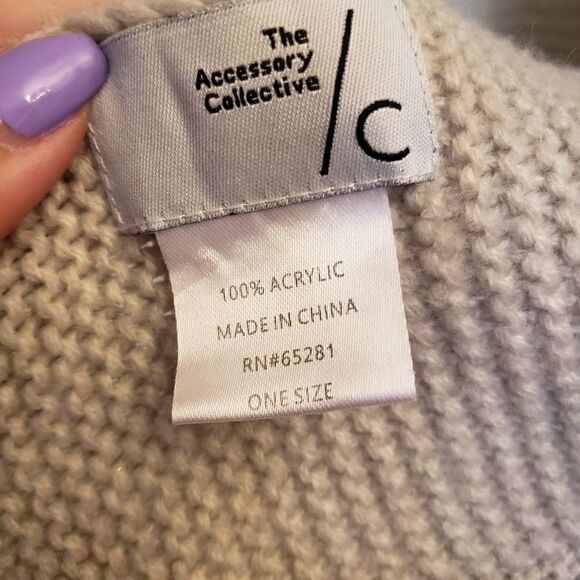 The
Accessory
Collective
/C
100% ACRYLIC
MADE IN CHINA
RN#65281
ONE SIZE